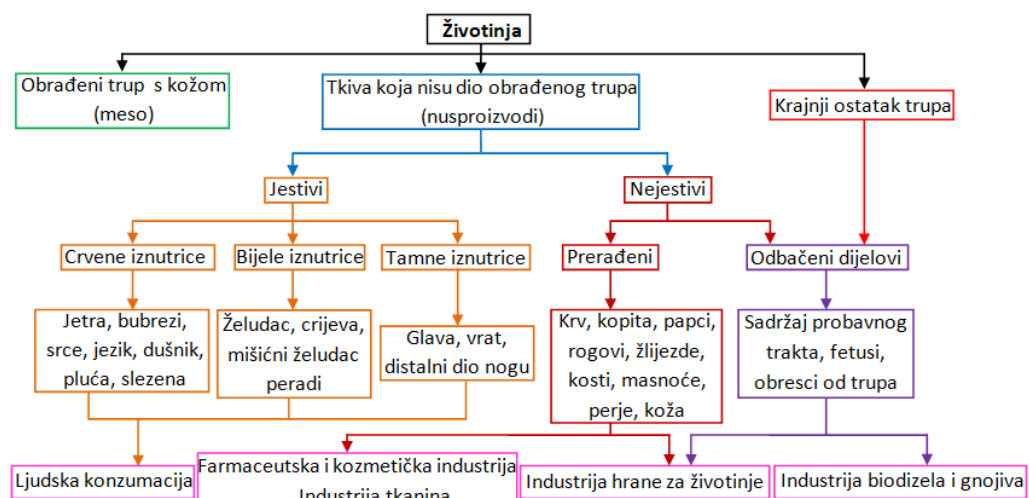 Životinja
Obrađeni trup s kožom
(meso)
Tkiva koja nisu dio obrađenog trupa
(nusproizvodi)
Krajnji ostatak trupa
Jestivi
Nejestivi
Crvene iznutrice
Bijele iznutrice
Tamne iznutrice
Prerađeni
Odbačeni dijelovi
Jetra, bubrezi,
srce, jezik, dušnik,
pluća, slezena
Želudac, crijeva,
mišićni želudac
peradi
Glava, vrat,
distalni dio nogu
Krv, kopita, papci,
rogovi, žlijezde,
kosti, masnoće,
perje, koža
Sadržaj probavnog
trakta, fetusi,
obresci od trupa
Ljudska konzumacija
Farmaceutska i kozmetička industrija
Industrija tkanina
Industrija hrane za životinje
Industrija biodizela i gnojiva